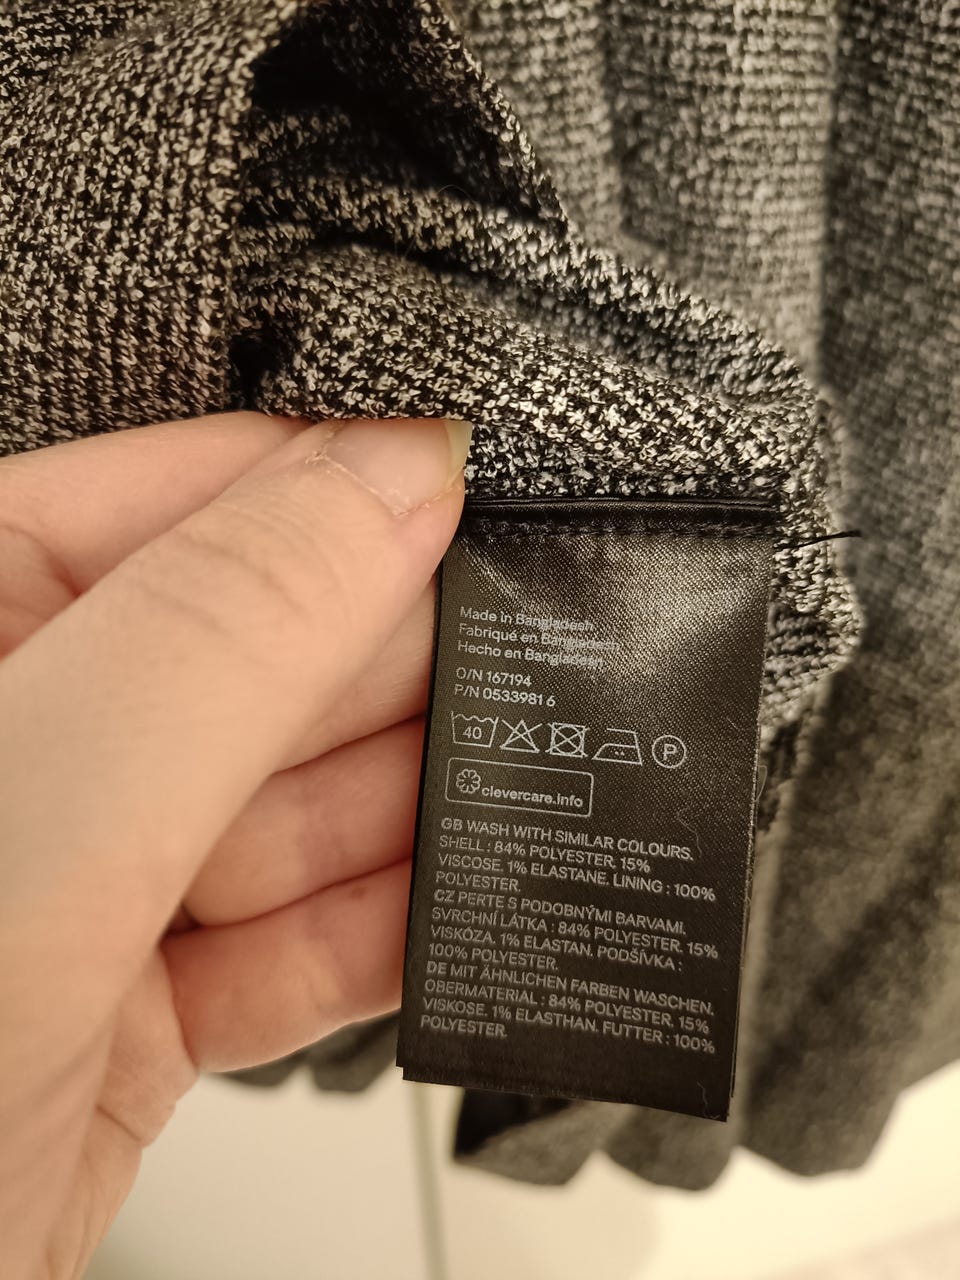 Made in Bangladesh
Fabriqué en Bangladesh
Hecho en Bangladesh
O/N 167194
P/N 0533981 6
40 P
clevercare.info
GB WASH WITH SIMILAR COLOURS.
SHELL : 84% POLYESTER. 15%
VISCOSE. 1% ELASTANE. LINING : 100%
POLYESTER.
CZ PERTE S PODOBNÝMI BARVAMI.
SVRCHNÍ LÁTKA : 84% POLYESTER. 15%
VISKÓZA. 1% ELASTAN. PODŠÍVKA :
100% POLYESTER.
DE MIT ÄHNLICHEN FARBEN WASCHEN.
OBERMATERIAL : 84% POLYESTER. 15%
VISKOSE. 1% ELASTHAN. FUTTER : 100%
POLYESTER.